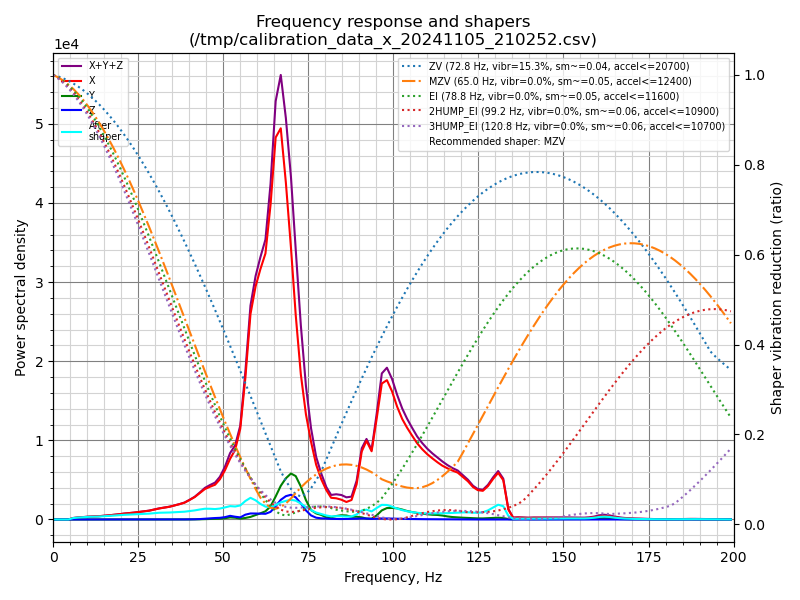 Frequency response and shapers
(/tmp/calibration_data_x_20241105_210252.csv)
1e4
X+Y+Z
X
Y
Z
After
shaper
ZV (72.8 Hz, vibr=15.3%, sm~=0.04, accel<=20700)
MZV (65.0 Hz, vibr=0.0%, sm~=0.05, accel<=12400)
EI (78.8 Hz, vibr=0.0%, sm~=0.05, accel<=11600)
2HUMP_EI (99.2 Hz, vibr=0.0%, sm~=0.06, accel<=10900)
3HUMP_EI (120.8 Hz, vibr=0.0%, sm~=0.06, accel<=10700)
Recommended shaper: MZV
Power spectral density
5
4
3
2
1
0
1.0
0.8
0.6
0.4
0.2
0.0
Shaper vibration reduction (ratio)
0 25 50 75 100 125 150 175 200
Frequency, Hz